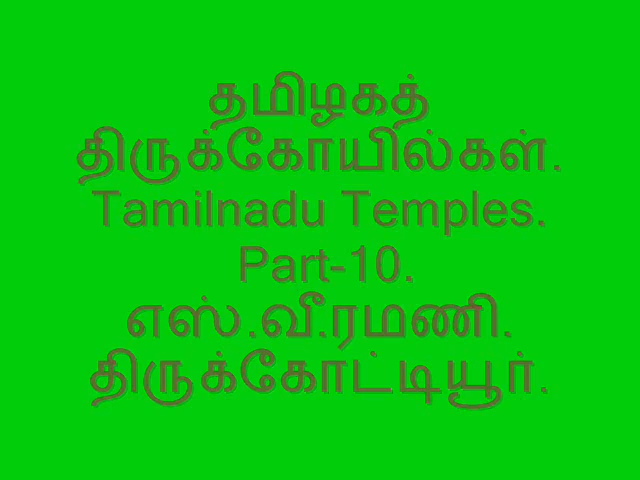 தமிழகத்
திருக்கோயில்கள்.
Tamilnadu Temples.
Part-10.
எஸ்.வீ.ரமணி.
திருக்கோட்டியூர்.